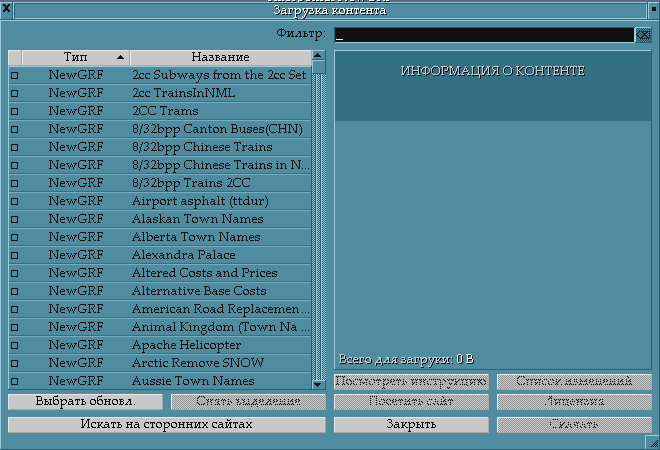 Загрузка контента
Фильтр:
Тип
Название
NewGRF 2cc Subways from the 2cc Set
NewGRF 2cc TrainsInNML
NewGRF 2CC Trams
NewGRF 8/32bpp Canton Buses(CHN)
NewGRF 8/32bpp Chinese Trains
NewGRF 8/32bpp Chinese Trains in N...
NewGRF 8/32bpp Trains 2CC
NewGRF Airport asphalt (ttdur)
NewGRF Alaskan Town Names
NewGRF Alberta Town Names
NewGRF Alexandra Palace
NewGRF Altered Costs and Prices
NewGRF Alternative Base Costs
NewGRF American Road Replacemen...
NewGRF Animal Kingdom (Town Na ...
NewGRF Apache Helicopter
NewGRF Arctic Remove SNOW
NewGRF Aussie Town Names
ИНФОРМАЦИЯ О КОНТЕНТЕ
Всего для загруки: 0 B
Посмотреть инструкцию
Список изменений
Выбрать обновл.
Снять выделение
Посетить сайт
Лицензия
Искать на сторонних сайтах
Закрыть
Скачать